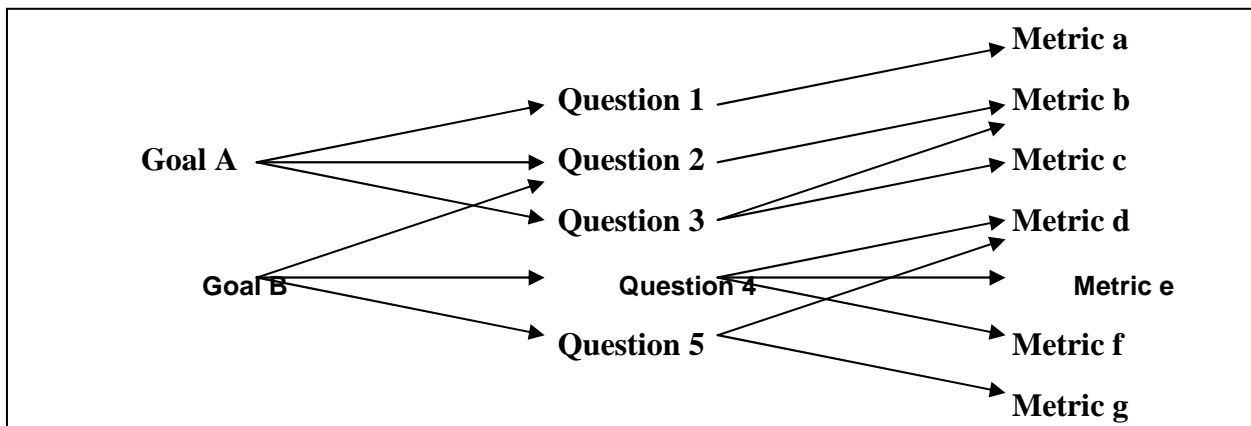 Metric a
Question 1
Metric b
Goal A
Question 2
Metric c
Question 3
Metric d
Goal B
Question 4
Metric e
Question 5
Metric f
Metric g